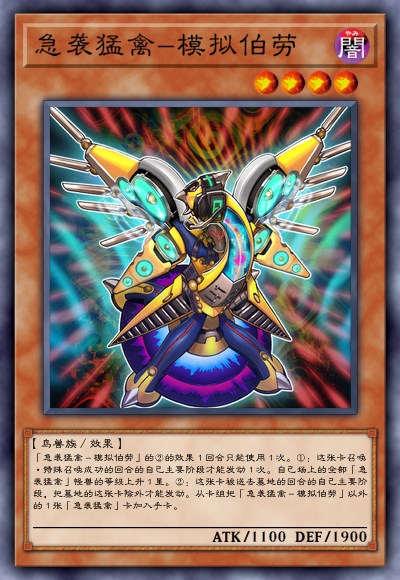 急袭猛禽－模拟伯劳
闇
やみ
【鸟兽族／效果】
「急袭猛禽－模拟伯劳」的②的效果1回合只能使用1次。①：这张卡召唤
·特殊召唤成功的回合的自己主要阶段才能发动1次。自己场上的全部「急
袭猛禽」怪兽的等级上升1星。②：这张卡被送去墓地的回合的自己主要阶
段，把墓地的这张卡除外才能发动。从卡组把「急袭猛禽－模拟伯劳」以外
的1张「急袭猛禽」卡加入手卡。
ATK/1100 DEF/1900